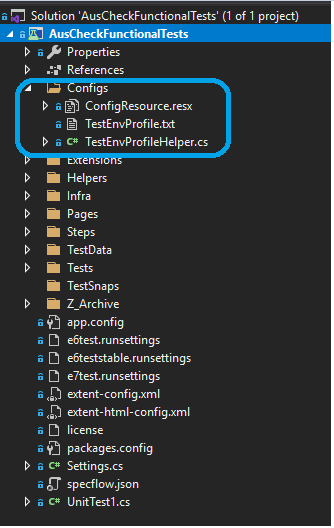 Solution 'AusCheckFunctionalTests' (1 of 1 project)
AusCheckFunctionalTests
Properties
References
Configs
ConfigResource.resx
TestEnvProfile.txt
C# TestEnvProfileHelper.cs
Extensions
Helpers
Infra
Pages
Steps
TestData
Tests
TestSnaps
Z_Archive
app.config
e6test.runsettings
e6teststable.runsettings
e7test.runsettings
extent-config.xml
extent-html-config.xml
license
packages.config
C# Settings.cs
specflow.json
C# UnitTest1.cs